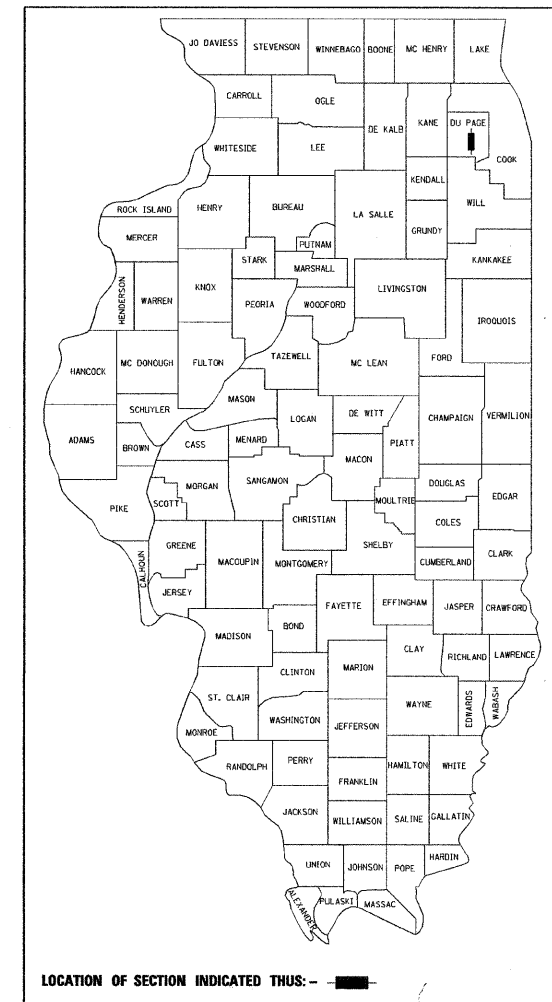 JO DAVIESS
STEVENSON
WINNEBAGO
BOONE
MC HENRY
LAKE
CARROLL
OGLE
DE KALB
KANE
DU PAGE
COOK
WHITESIDE
LEE
KENDALL
WILL
ROCK ISLAND
HENRY
BUREAU
LA SALLE
GRUNDY
MERCER
PUTNAM
KANKAKEE
STARK
MARSHALL
HENDERSON
WARREN
KNOX
PEORIA
WOODFORD
LIVINGSTON
IROQUOIS
HANCOCK
MC DONOUGH
FULTON
TAZEWELL
MC LEAN
FORD
MASON
SCHUYLER
LOGAN
DE WITT
CHAMPAIGN
VERMILION
ADAMS
BROWN
CASS
MENARD
PIATT
MACON
MORGAN
SANGAMON
DOUGLAS
EDGAR
PIKE
SCOTT
MOULTRIE
CHRISTIAN
COLES
CALHOUN
GREENE
MACOUPIN
MONTGOMERY
SHELBY
CUMBERLAND
CLARK
JERSEY
FAYETTE
EFFINGHAM
JASPER
CRAWFORD
MADISON
BOND
CLAY
RICHLAND
LAWRENCE
CLINTON
MARION
ST. CLAIR
WAYNE
EDWARDS
WABASH
WASHINGTON
JEFFERSON
MONROE
RANDOLPH
PERRY
HAMILTON
WHITE
FRANKLIN
JACKSON
WILLIAMSON
SALINE
GALLATIN
UNION
JOHNSON
POPE
HARDIN
ALEXANDER
PULASKI
MASSAC
LOCATION OF SECTION INDICATED THUS: -